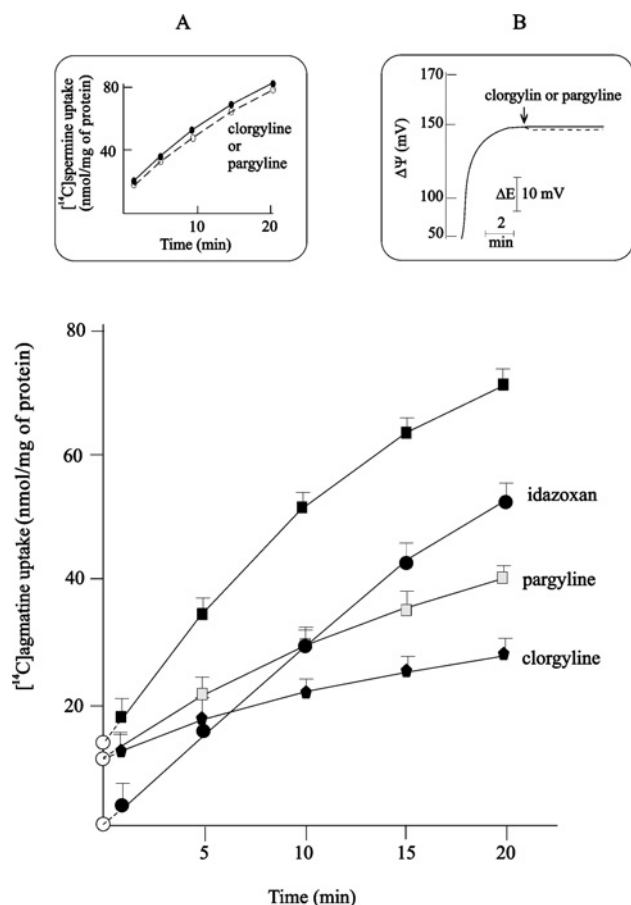 A
B
[¹⁴C]spermine uptake
(nmol/mg of protein)
80
40
clorgyline
or
pargyline
10
20
Time (min)
ΔΨ (mV)
170
150
100
50
clorgylin or pargyline
ΔE
10 mV
2
min
[¹⁴C]agmatine uptake (nmol/mg of protein)
80
60
40
20
idazoxan
pargyline
clorgyline
5
10
15
20
Time (min)